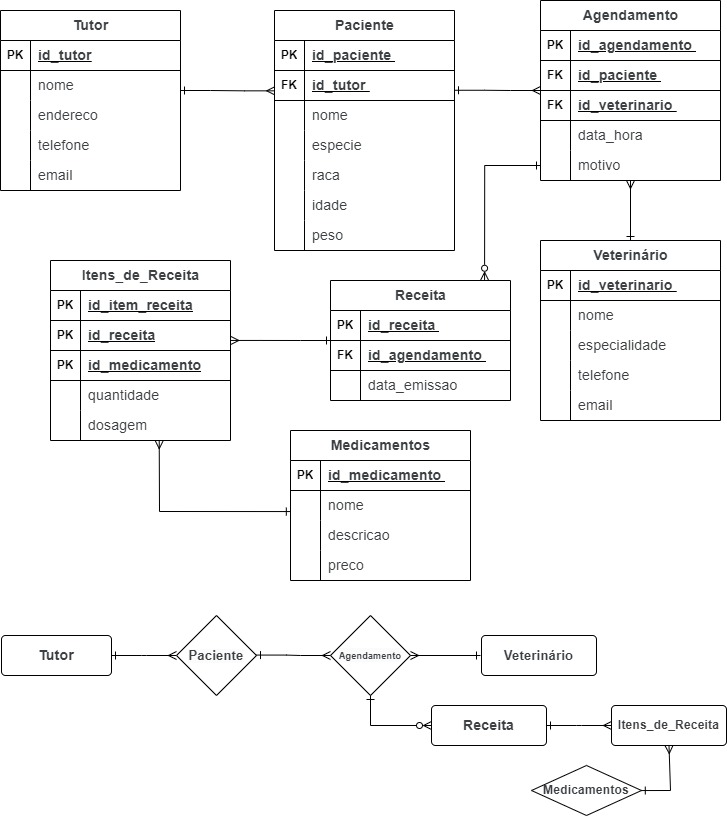 Tutor
PK id_tutor
nome
endereco
telefone
email
Paciente
PK id_paciente
FK id_tutor
nome
especie
raca
idade
peso
Agendamento
PK id_agendamento
FK id_paciente
FK id_veterinario
data_hora
motivo
Itens_de_Receita
PK id_item_receita
PK id_receita
PK id_medicamento
quantidade
dosagem
Receita
PK id_receita
FK id_agendamento
data_emissao
Veterinário
PK id_veterinario
nome
especialidade
telefone
email
Medicamentos
PK id_medicamento
nome
descricao
preco
Tutor
Paciente
Agendamento
Veterinário
Receita
Itens_de_Receita
Medicamentos